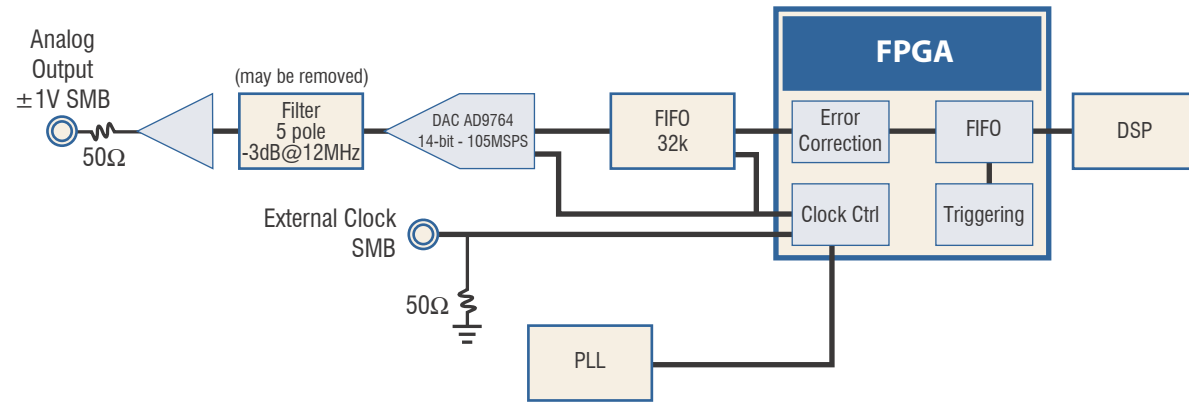 Analog
Output
±1V SMB
50Ω
(may be removed)
Filter
5 pole
-3dB@12MHz
DAC AD9764
14-bit - 105MSPS
FIFO
32k
FPGA
Error
Correction
FIFO
Clock Ctrl
Triggering
DSP
External Clock
SMB
50Ω
PLL